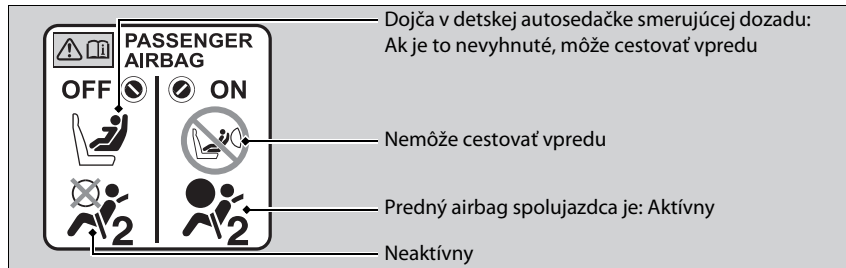 PASSENGER
AIRBAG
OFF ON
2 2
Dojča v detskej autosedačke smerujúcej dozadu:
Ak je to nevyhnuté, môže cestovať vpredu
Nemôže cestovať vpredu
Predný airbag spolujazdca je: Aktívny
Neaktívny